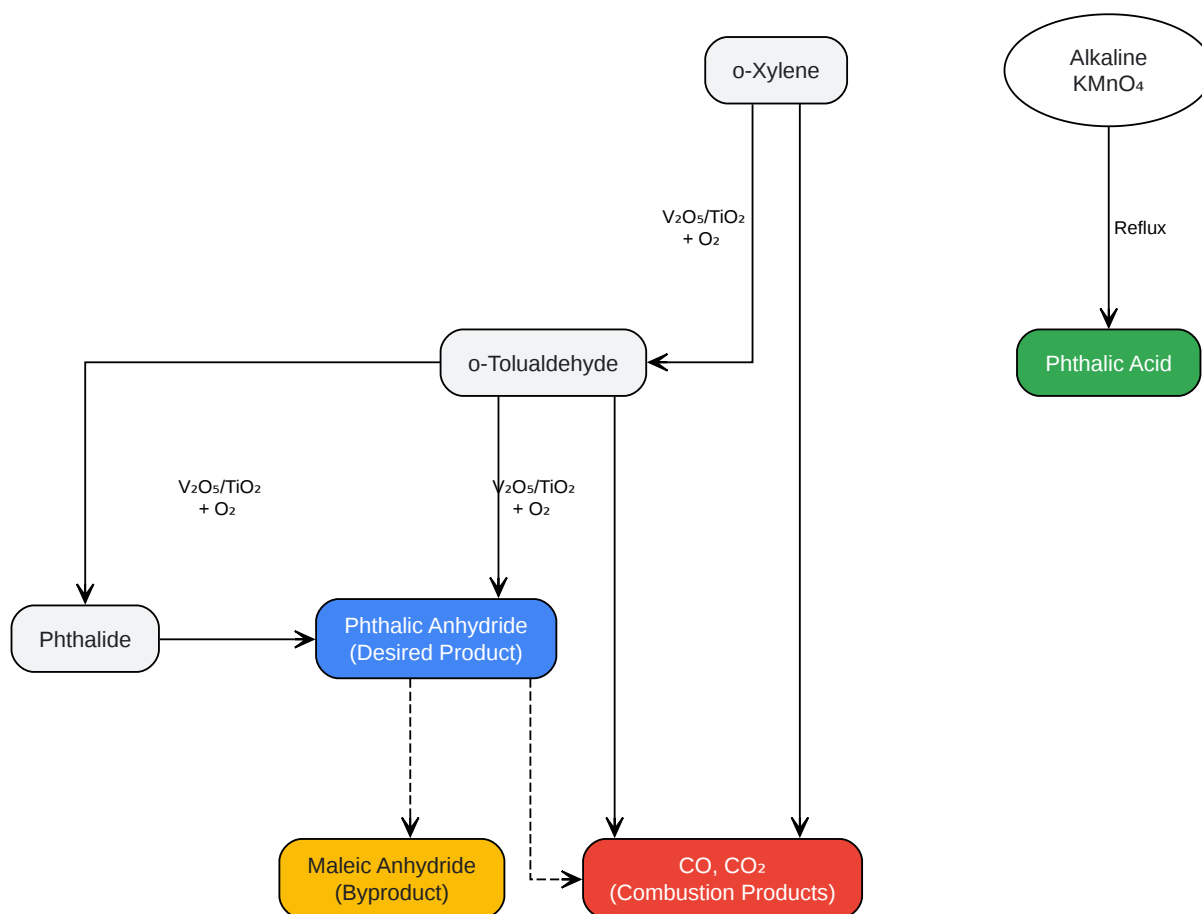 o-Xylene
Alkaline
KMnO₄
V₂O₅/TiO₂
+ O₂
Reflux
o-Tolualdehyde
Phthalic Acid
V₂O₅/TiO₂
+ O₂
V₂O₅/TiO₂
+ O₂
Phthalide
Phthalic Anhydride
(Desired Product)
Maleic Anhydride
(Byproduct)
CO, CO₂
(Combustion Products)